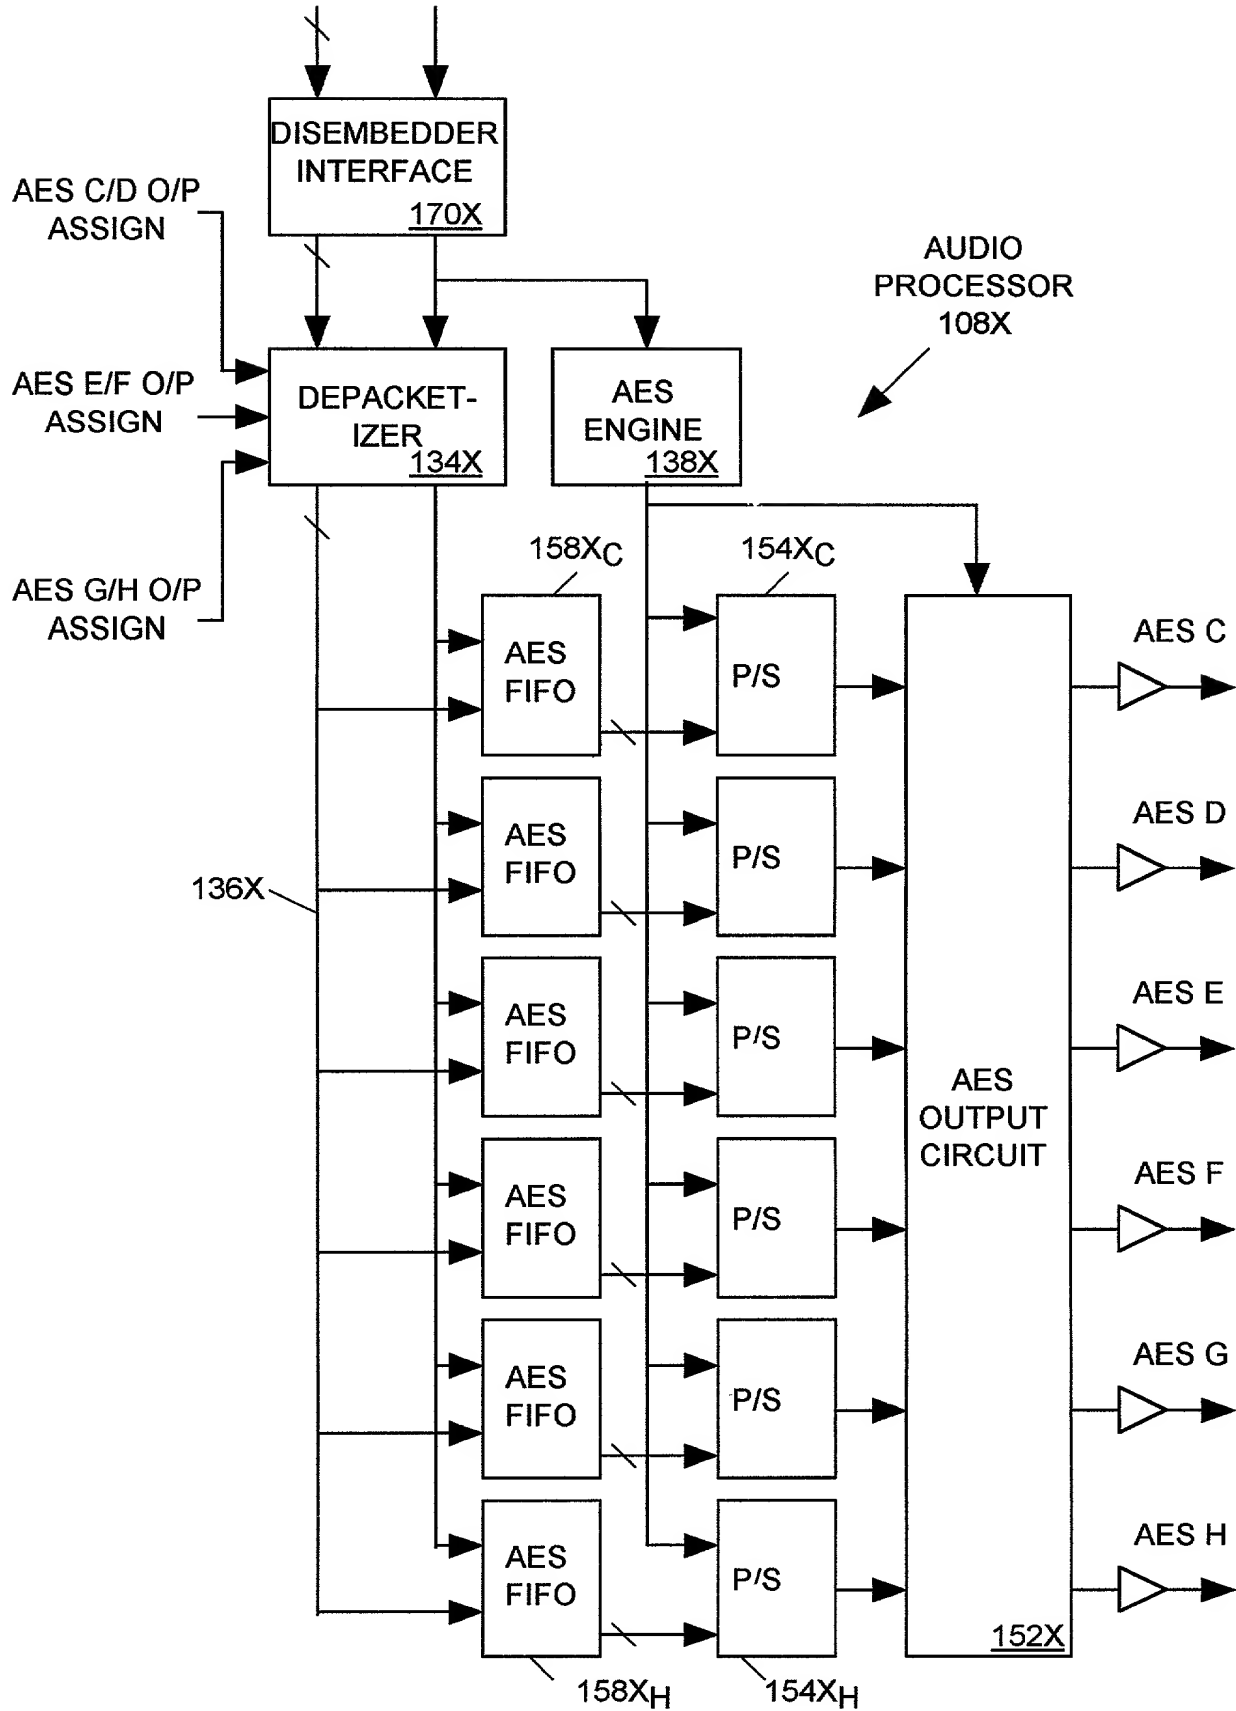 DISEMBEDDER
INTERFACE
170X
AES C/D O/P
ASSIGN
AUDIO
PROCESSOR
108X
AES E/F O/P
ASSIGN
DEPACKET-
IZER
134X
AES
ENGINE
138X
AES G/H O/P
ASSIGN
158XC
154XC
AES
FIFO
P/S
AES C
AES
FIFO
P/S
AES D
136X
AES
FIFO
P/S
AES E
AES
OUTPUT
CIRCUIT
AES
FIFO
P/S
AES F
AES
FIFO
P/S
AES G
AES
FIFO
P/S
AES H
152X
158XH
154XH